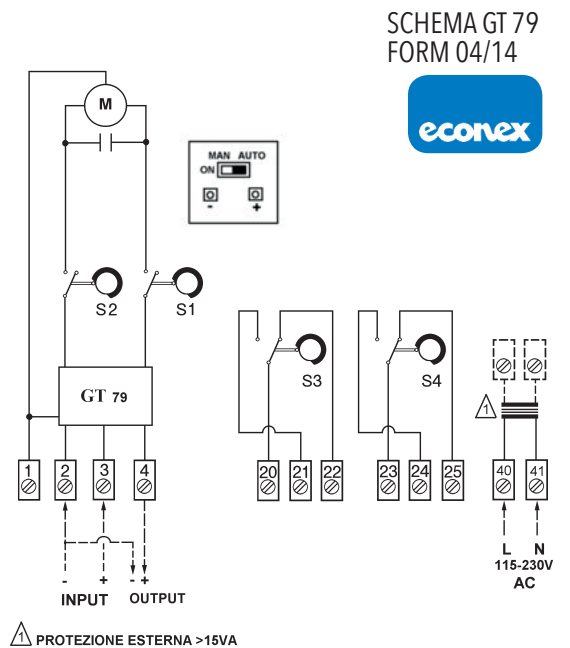 SCHEMA GT 79
FORM 04/14
econex
M
MAN AUTO
ON
- +
S2 S1
S3 S4
GT 79
1 2 3 4 20 21 22 23 24 25 40 41
1
- + - +
INPUT OUTPUT
L N
115-230V
AC
1 PROTEZIONE ESTERNA >15VA